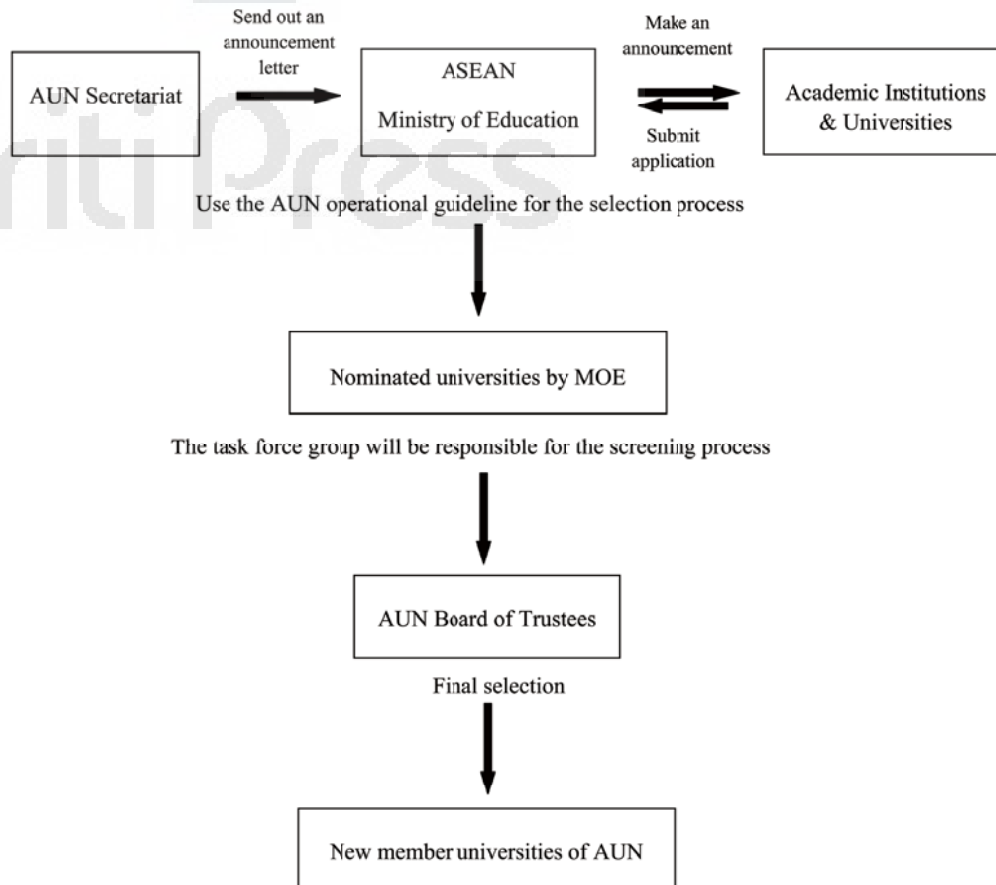 Send out an
announcement
letter
Make an
announcement
AUN Secretariat
ASEAN
Ministry of Education
Academic Institutions
& Universities
Submit
application
riti Press
Use the AUN operational guideline for the selection process
Nominated universities by MOE
The task force group will be responsible for the screening process
AUN Board of Trustees
Final selection
New member universities of AUN